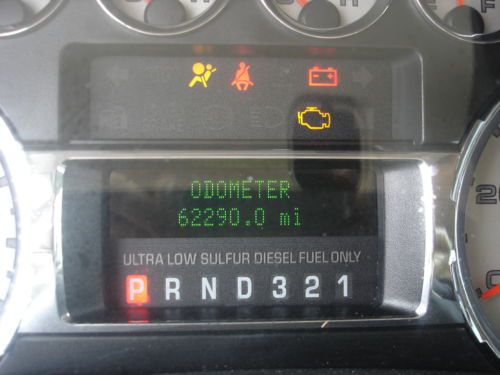 ODOMETER
62290.0 mi
ULTRA LOW SULFUR DIESEL FUEL ONLY
P R N D 3 2 1